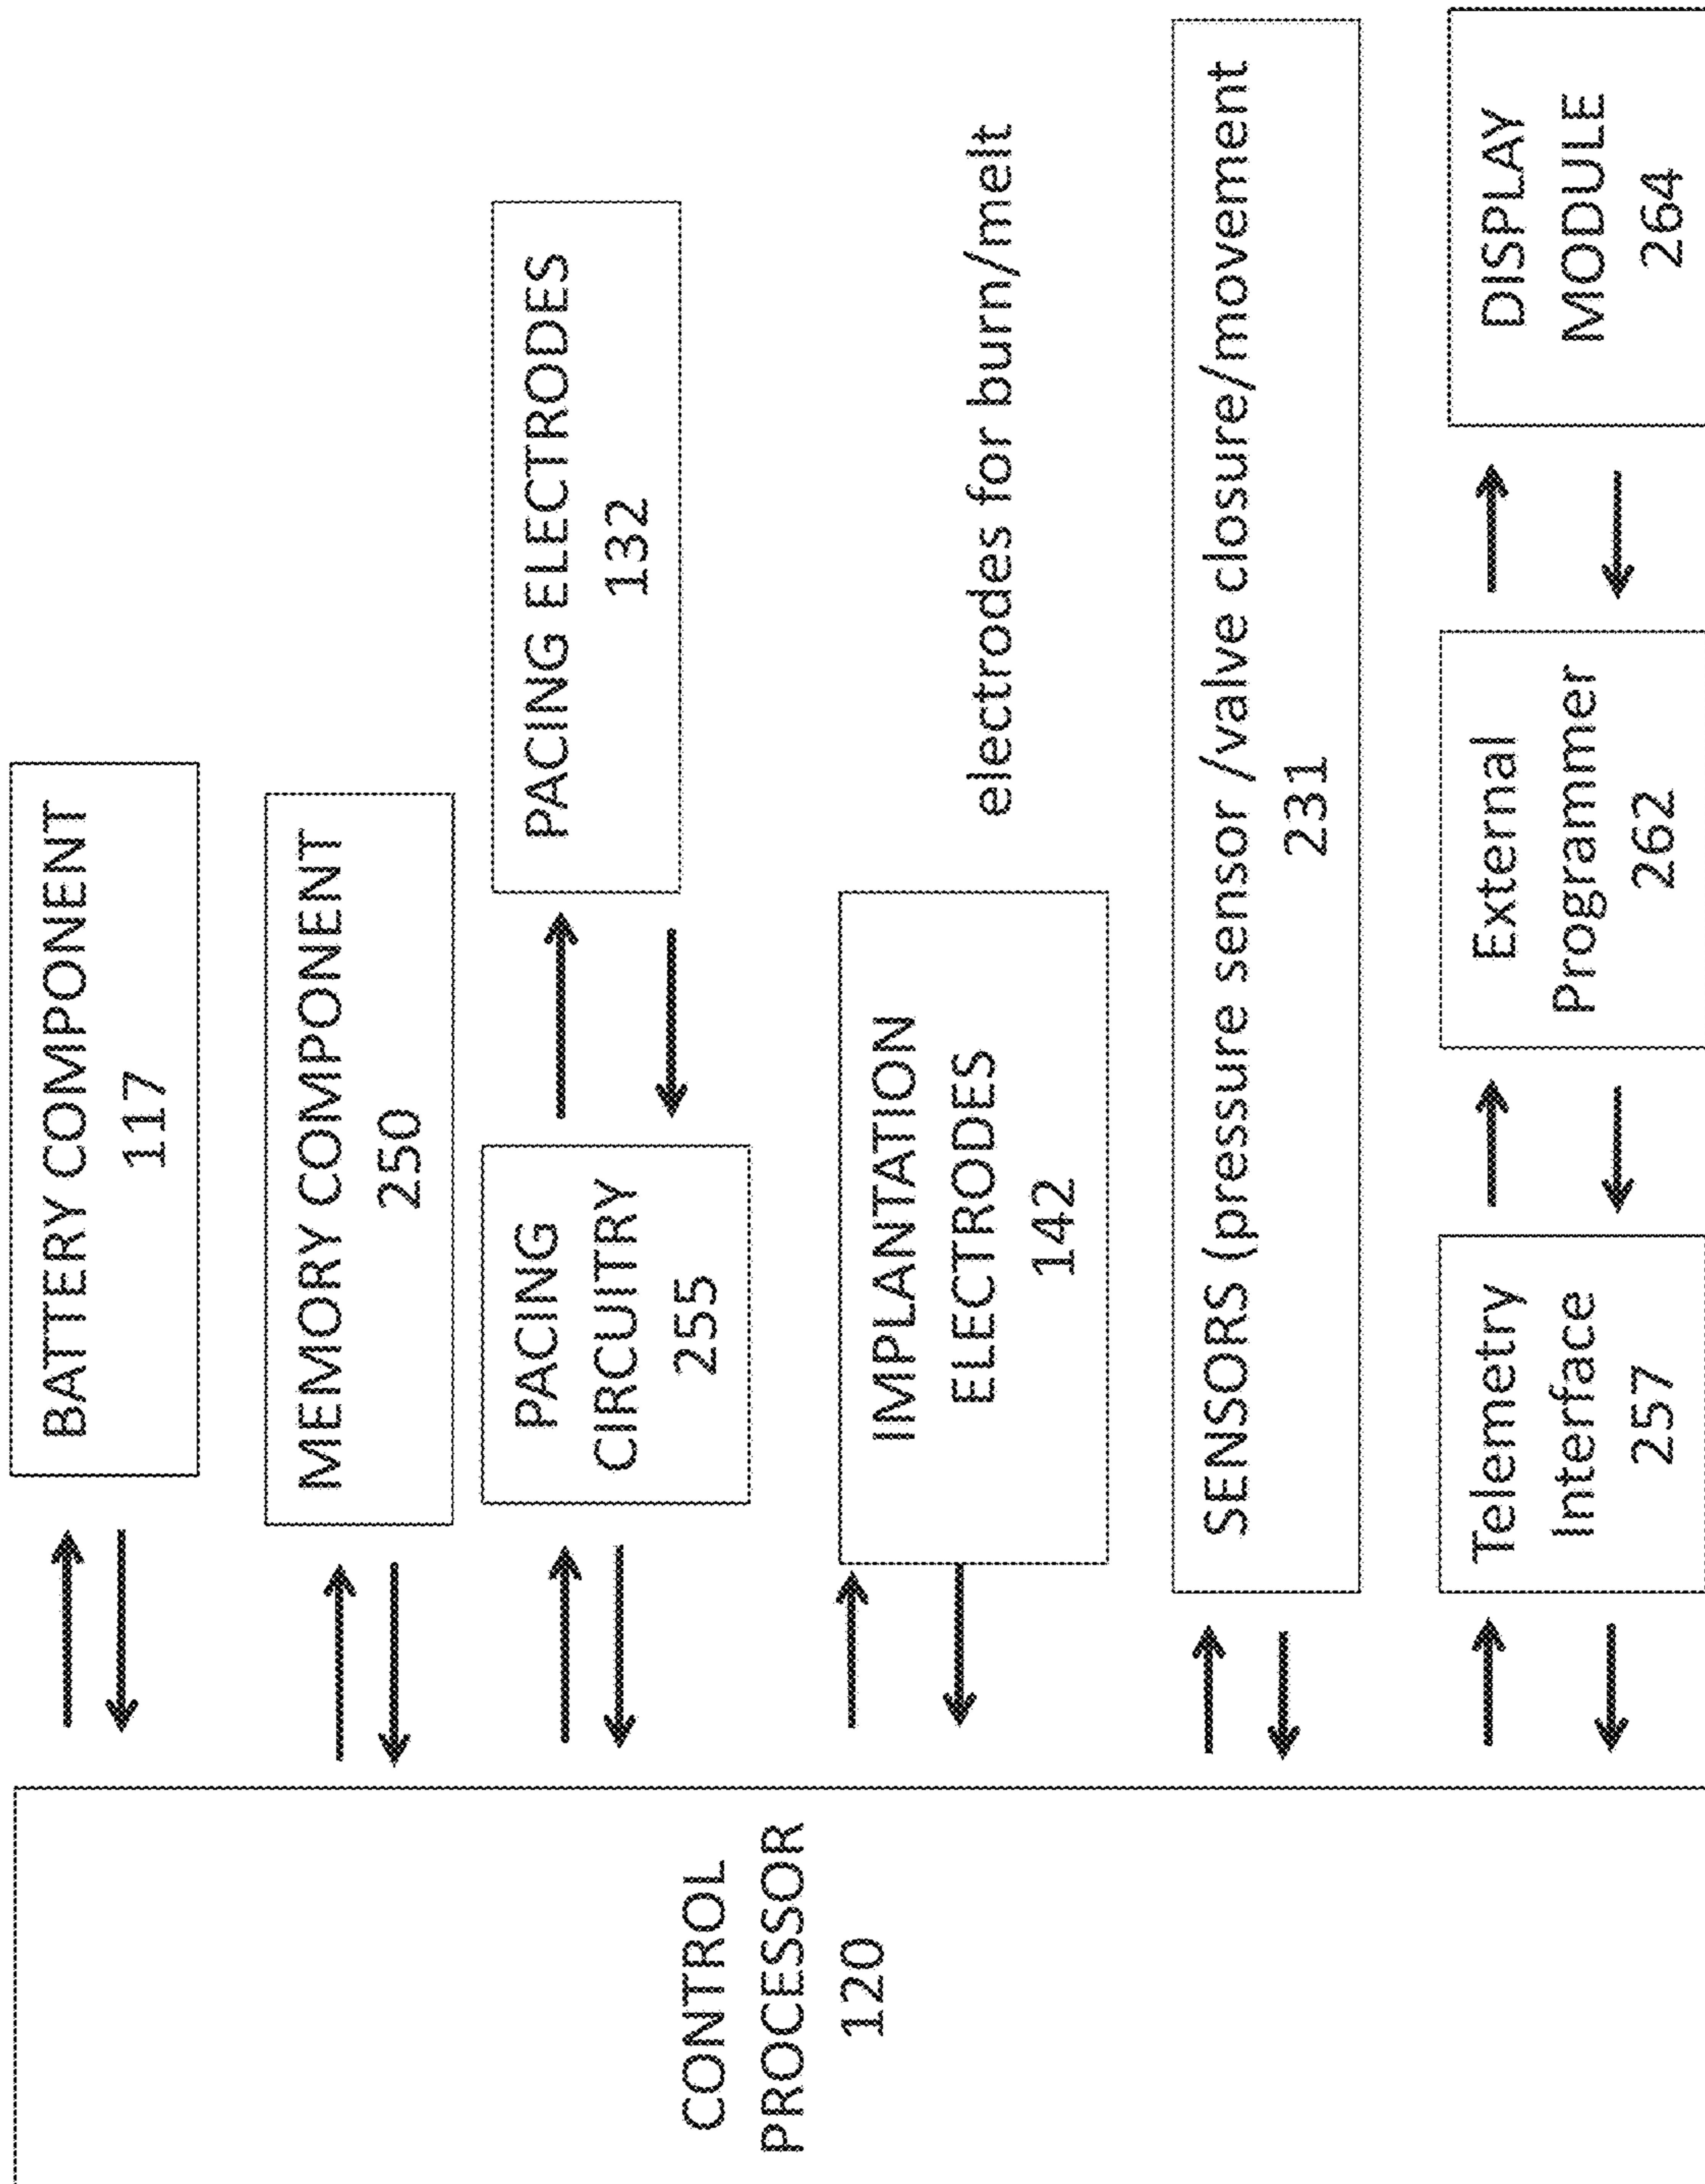 CONTROL
PROCESSOR
120
BATTERY COMPONENT
117
MEMORY COMPONENT
250
PACING
CIRCUITRY
255
PACING ELECTRODES
132
IMPLANTATION
ELECTRODES
142
electrodes for burn/melt
SENSORS (pressure sensor /valve closure/movement
231
Telemetry
Interface
257
External
Programmer
262
DISPLAY
MODULE
264